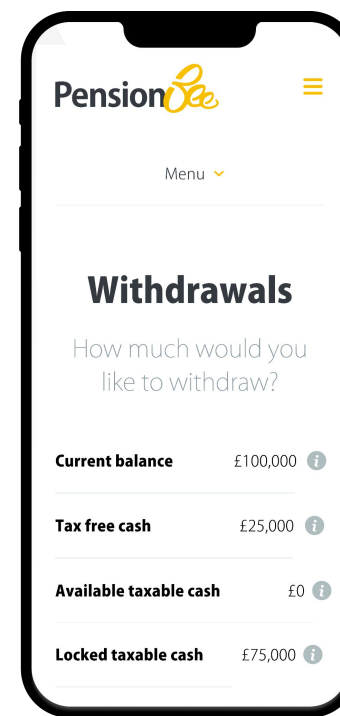 PensionBee
Menu
Withdrawals
How much would you
like to withdraw?
Current balance £100,000 i
Tax free cash £25,000 i
Available taxable cash £0 i
Locked taxable cash £75,000 i